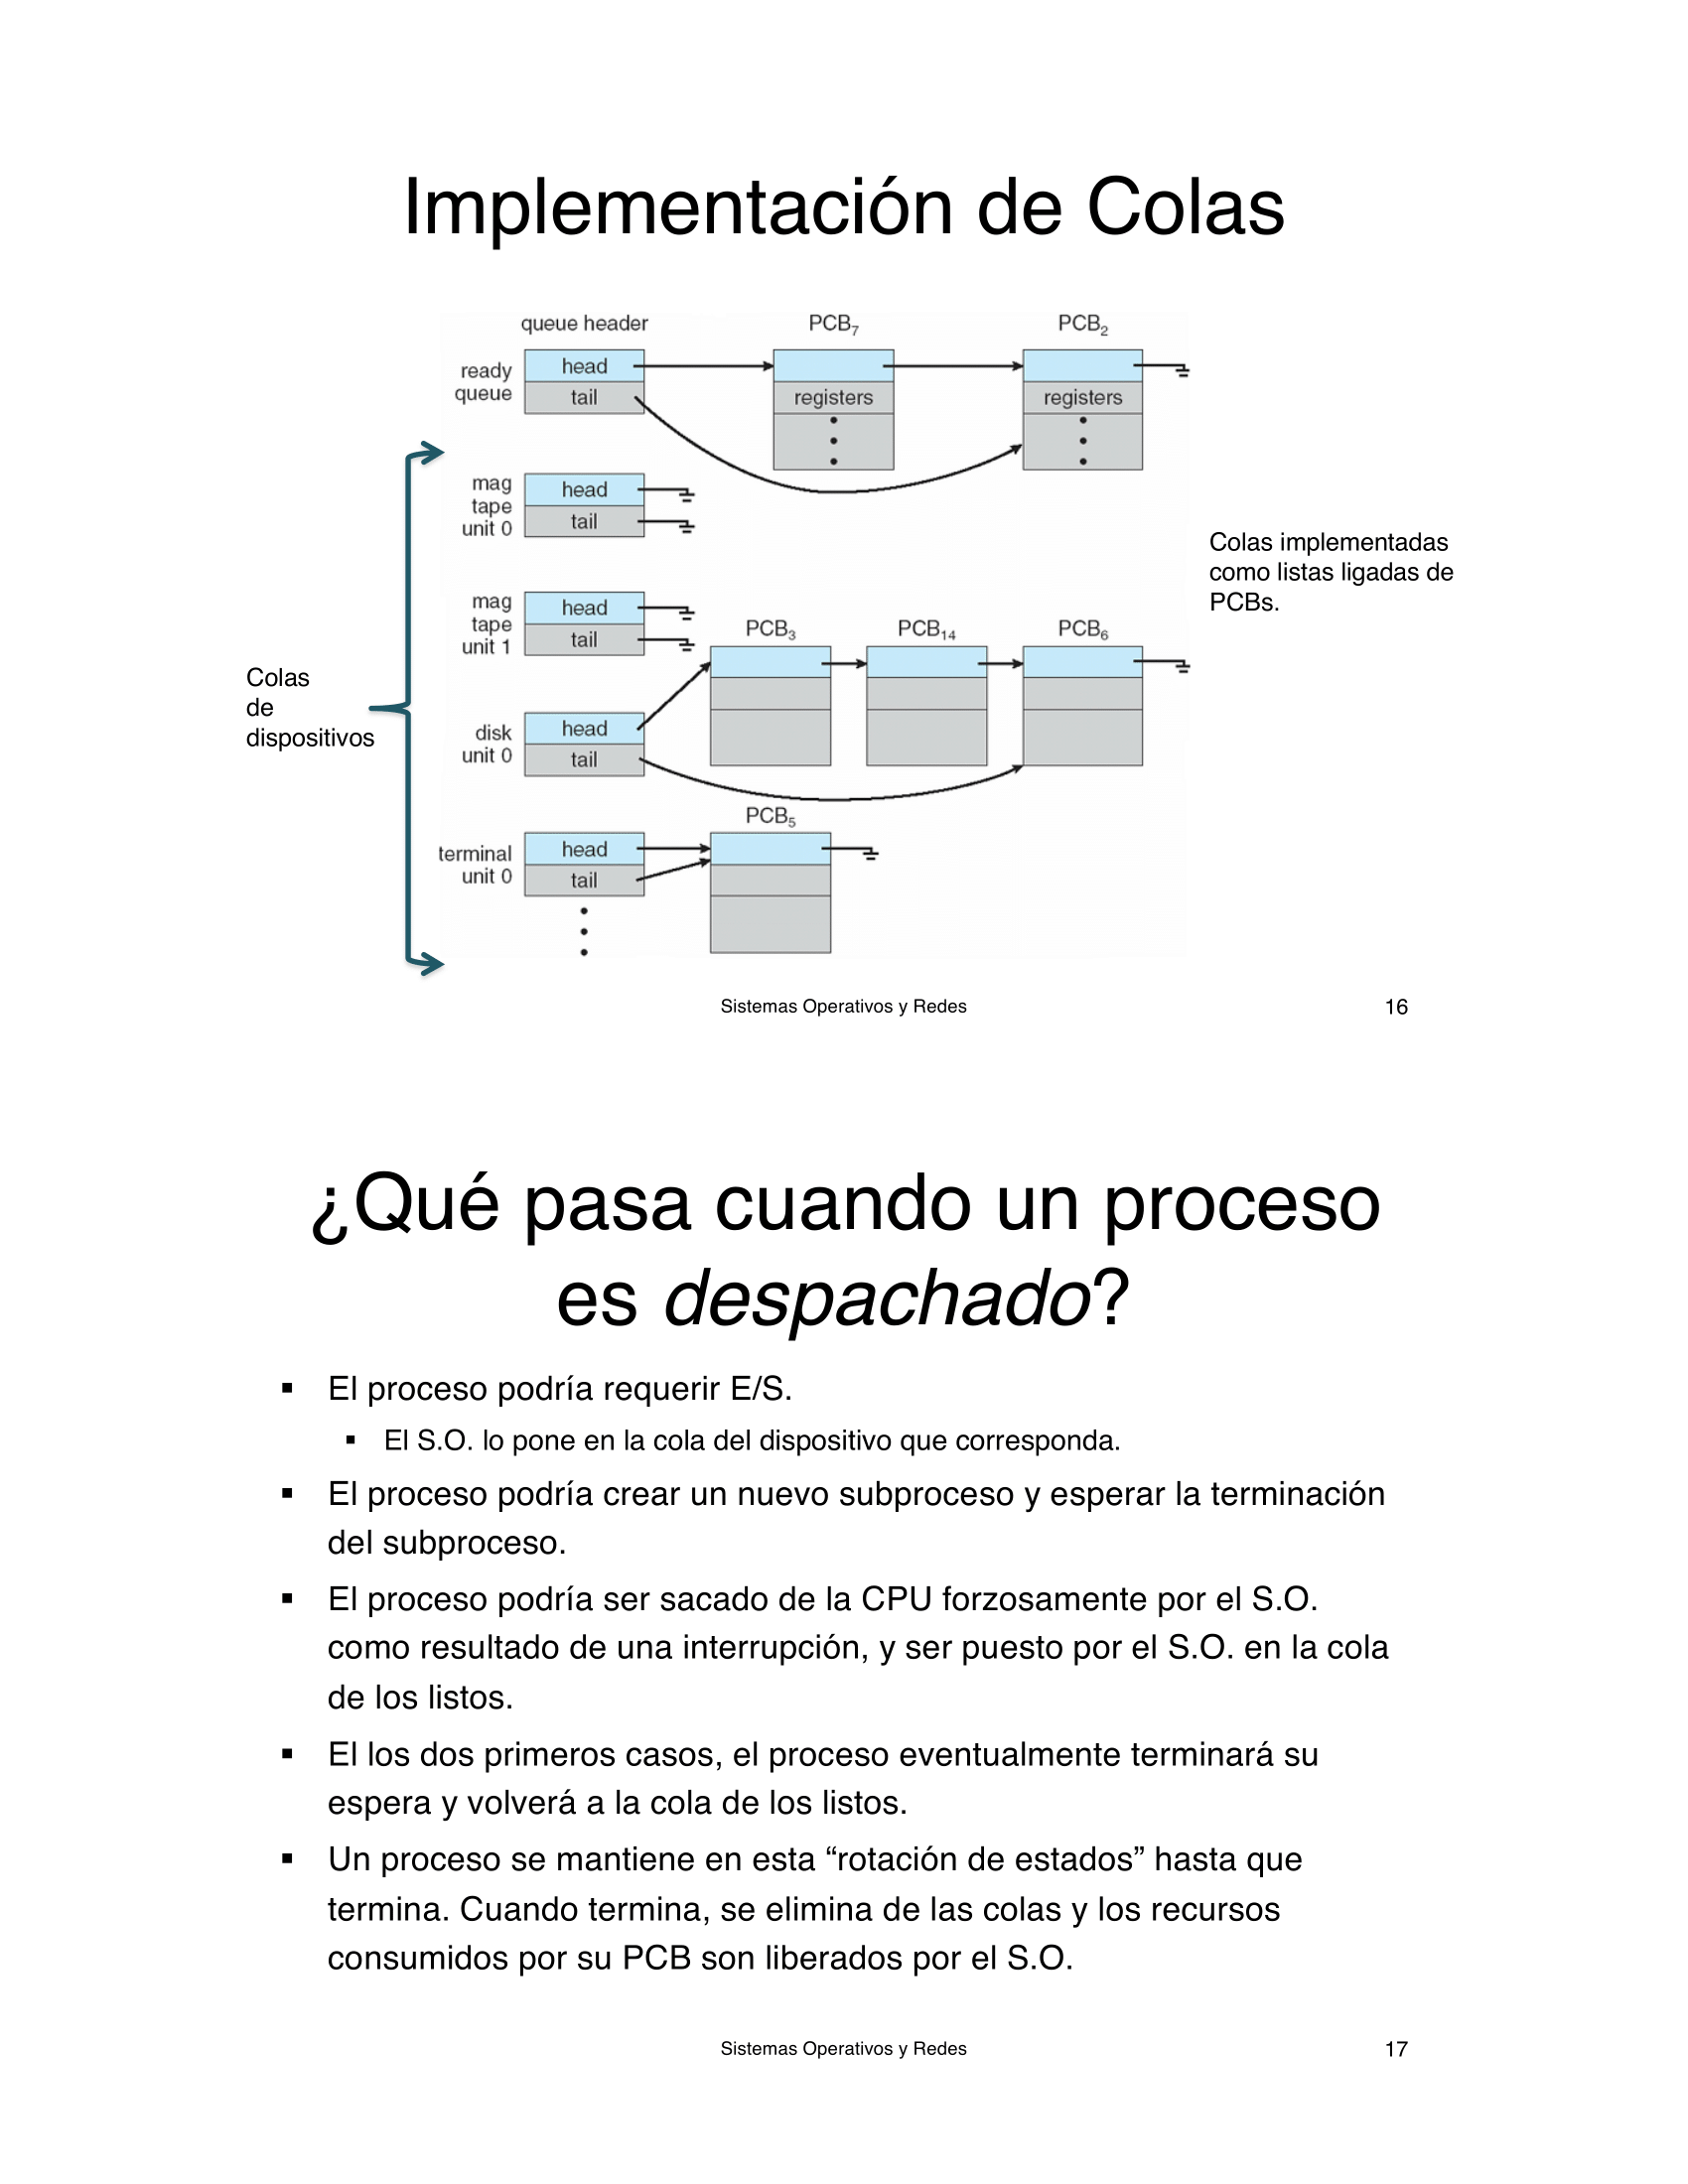 Implementación de Colas
queue header
PCB7
PCB2
ready
queue
head
tail
registers
registers
mag
tape
unit 0
head
tail
Colas implementadas
como listas ligadas de
PCBs.
mag
tape
unit 1
head
tail
PCB3
PCB14
PCB6
Colas
de
dispositivos
disk
unit 0
head
tail
PCB5
terminal
unit 0
head
tail
Sistemas Operativos y Redes
16
¿Qué pasa cuando un proceso
es despachado?
▪ El proceso podría requerir E/S.
▪ El S.O. lo pone en la cola del dispositivo que corresponda.
▪ El proceso podría crear un nuevo subproceso y esperar la terminación
del subproceso.
▪ El proceso podría ser sacado de la CPU forzosamente por el S.O.
como resultado de una interrupción, y ser puesto por el S.O. en la cola
de los listos.
▪ El los dos primeros casos, el proceso eventualmente terminará su
espera y volverá a la cola de los listos.
▪ Un proceso se mantiene en esta “rotación de estados” hasta que
termina. Cuando termina, se elimina de las colas y los recursos
consumidos por su PCB son liberados por el S.O.
Sistemas Operativos y Redes
17